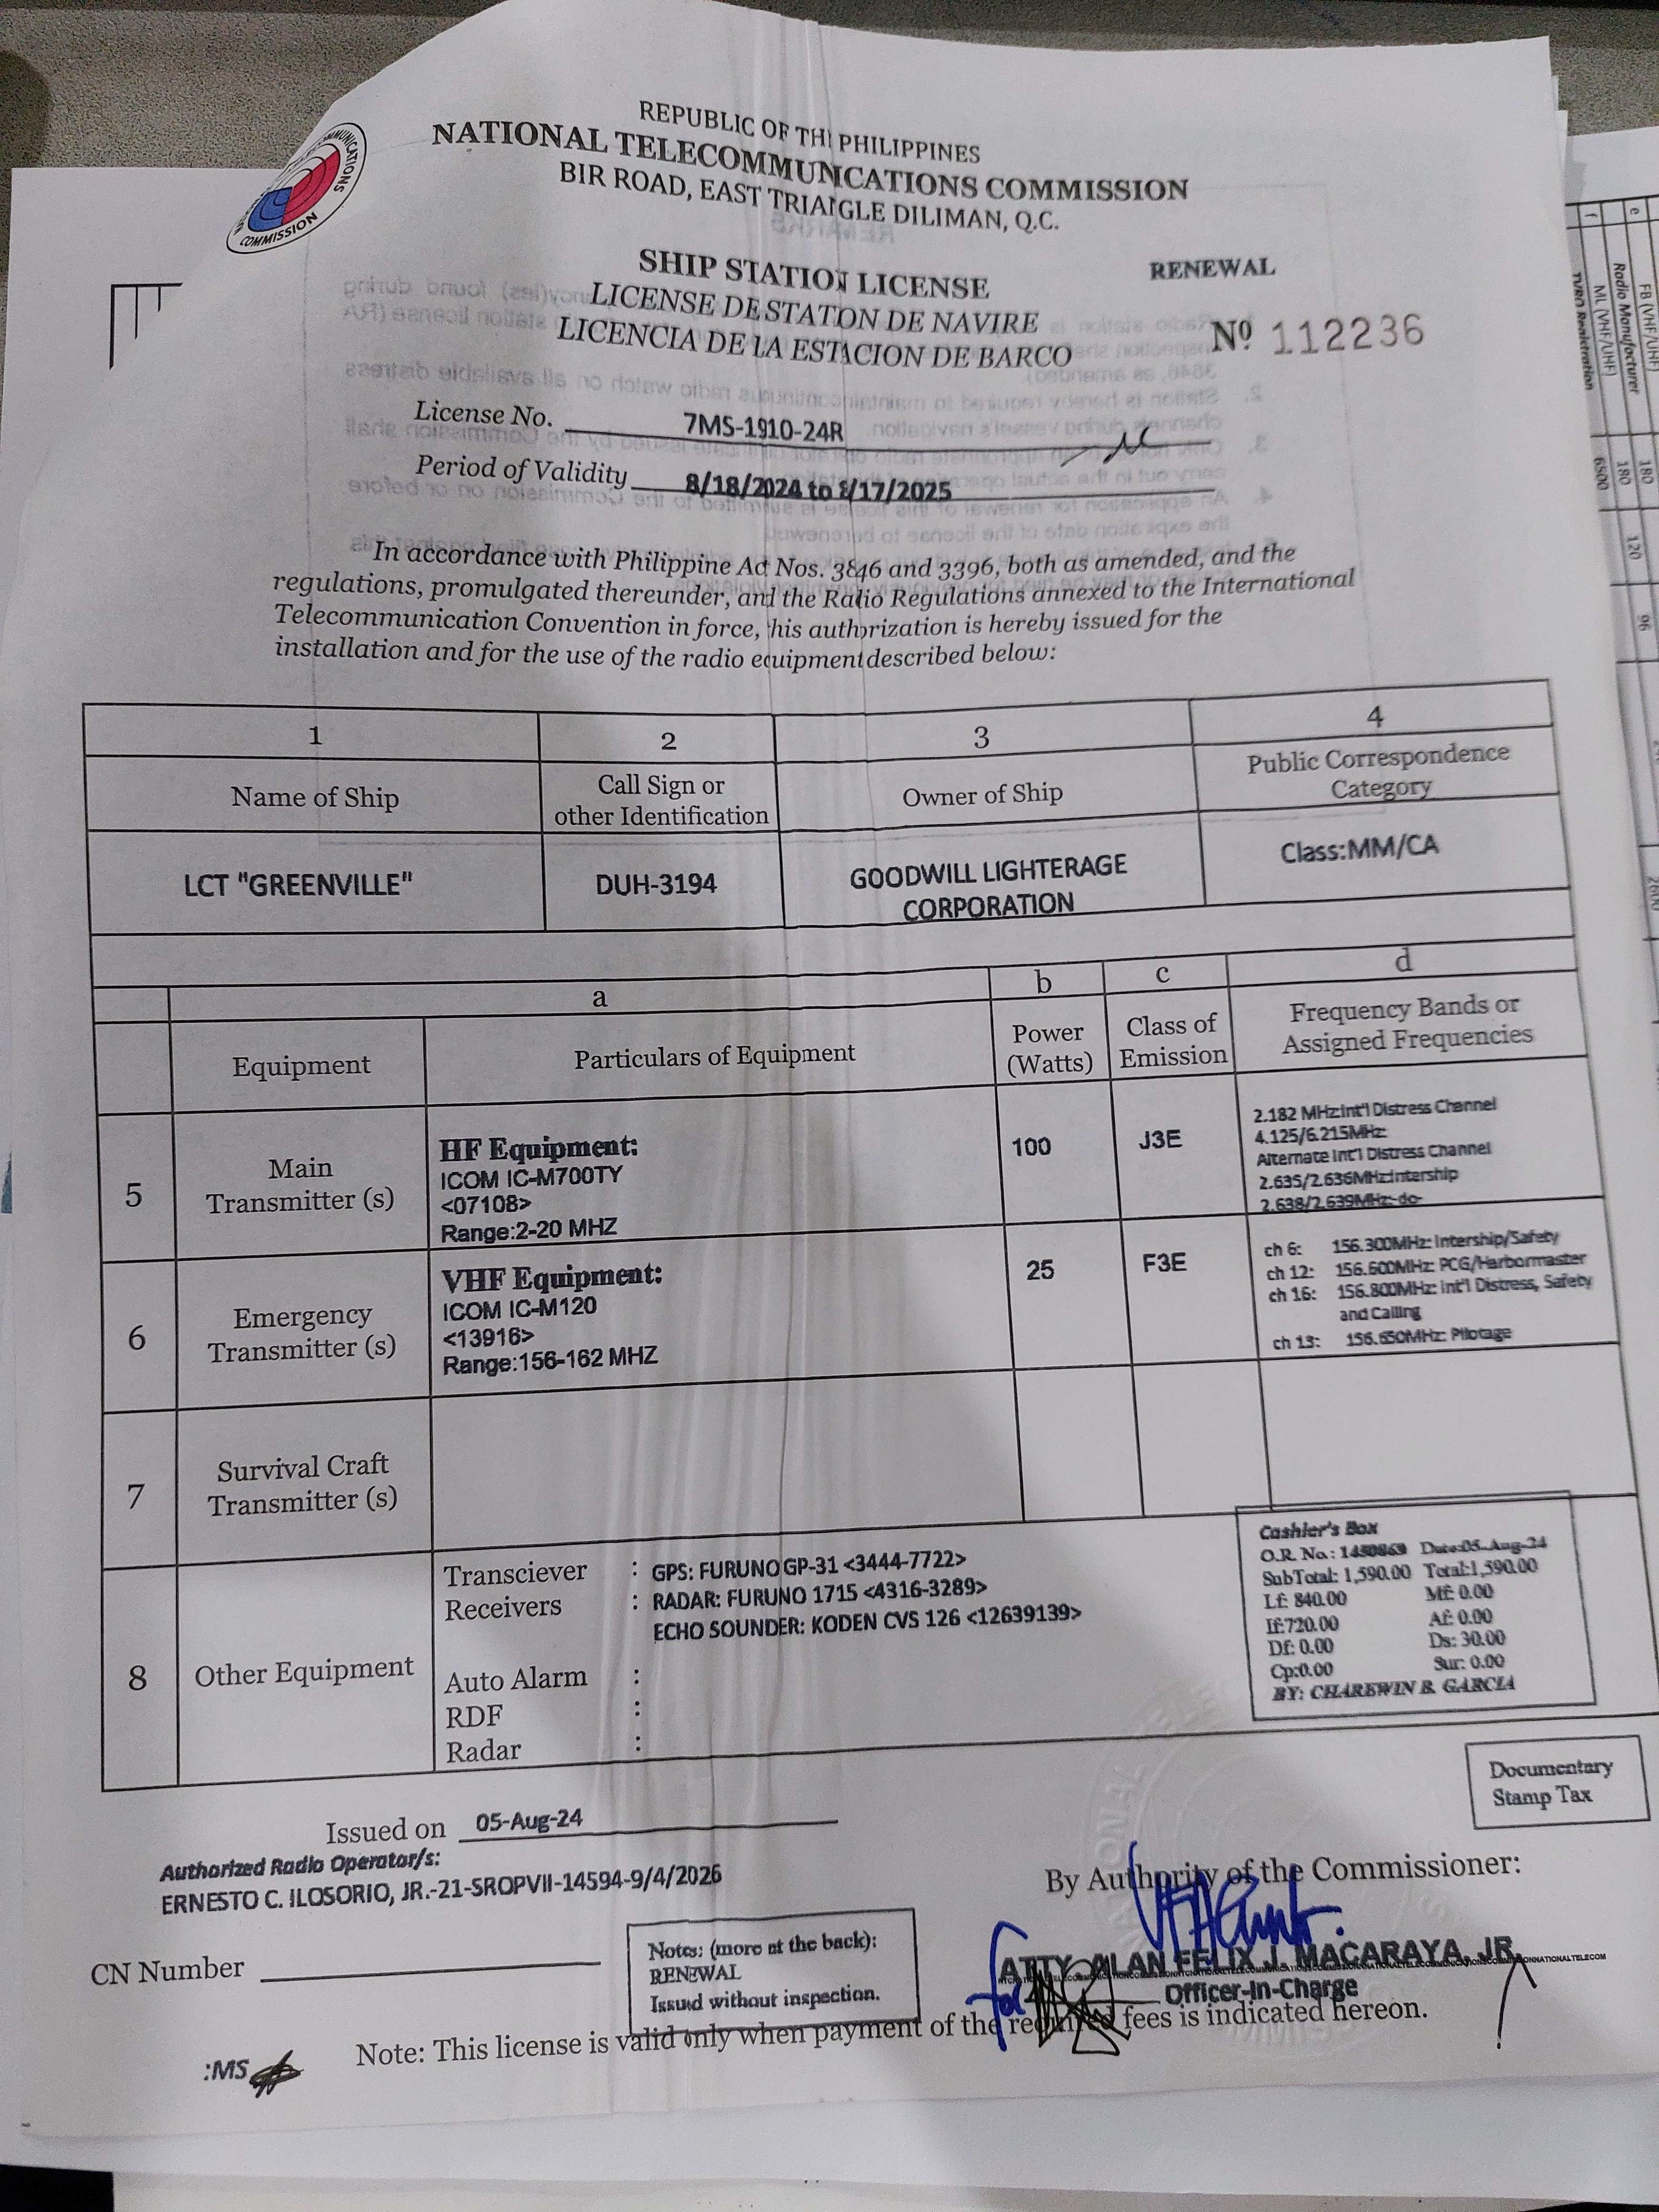 REPUBLIC OF THE PHILIPPINES
NATIONAL TELECOMMUNICATIONS COMMISSION
BIR ROAD, EAST TRIANGLE DILIMAN, Q.C.
COMMISSION
SHIP STATION LICENSE
RENEWAL
LICENSE DE STATON DE NAVIRE
LICENCIA DE LA ESTACION DE BARCO
Nº 112236
License No. 7MS-1910-24R
Period of Validity 8/18/2024 to 8/17/2025
In accordance with Philippine Act Nos. 3846 and 3396, both as amended, and the
regulations, promulgated thereunder, and the Radio Regulations annexed to the International
Telecommunication Convention in force, this authorization is hereby issued for the
installation and for the use of the radio equipment described below:
1 2 3 4
Name of Ship
Call Sign or
other Identification
Owner of Ship
Public Correspondence
Category
LCT "GREENVILLE"
DUH-3194
GOODWILL LIGHTERAGE
CORPORATION
Class:MM/CA
a b c d
Equipment
Particulars of Equipment
Power
(Watts)
Class of
Emission
Frequency Bands or
Assigned Frequencies
5
Main
Transmitter (s)
HF Equipment:
ICOM IC-M700TY
<07108>
Range:2-20 MHZ
100
J3E
2.182 MHz:Int'l Distress Channel
4.125/6.215MHz:
Alternate Int'l Distress Channel
2.635/2.636MHz:Intership
2.638/2.639MHz:-do-
6
Emergency
Transmitter (s)
VHF Equipment:
ICOM IC-M120
<13916>
Range:156-162 MHZ
25
F3E
ch 6: 156.300MHz: Intership/Safety
ch 12: 156.600MHz: PCG/Harbormaster
ch 16: 156.800MHz: Int'l Distress, Safety
and Calling
ch 13: 156.650MHz: Pilotage
7
Survival Craft
Transmitter (s)
8
Other Equipment
Transciever : GPS: FURUNO GP-31 <3444-7722>
Receivers : RADAR: FURUNO 1715 <4316-3289>
ECHO SOUNDER: KODEN CVS 126 <12639139>
Auto Alarm :
RDF :
Radar :
Cashier's Box
O.R. No.: 1450869 Date:05-Aug-24
SubTotal: 1,590.00 Total:1,590.00
Lf: 840.00 Mf: 0.00
If:720.00 Af: 0.00
Df: 0.00 Ds: 30.00
Cp:0.00 Sur: 0.00
BY: CHAREWIN B. GARCIA
Documentary
Stamp Tax
Issued on 05-Aug-24
Authorized Radio Operator/s:
ERNESTO C. ILOSORIO, JR.-21-SROPVII-14594-9/4/2026
By Authority of the Commissioner:
for ATTY. ALAN FELIX J. MACARAYA, JR.
Officer-In-Charge
CN Number
Notes: (more at the back):
RENEWAL
Issued without inspection.
Note: This license is valid only when payment of the required fees is indicated hereon.
:MS
FB (VHF/UHF) 180
e Radio Manufacturer 180 120 96
ML (VHF/UHF)
f 6500